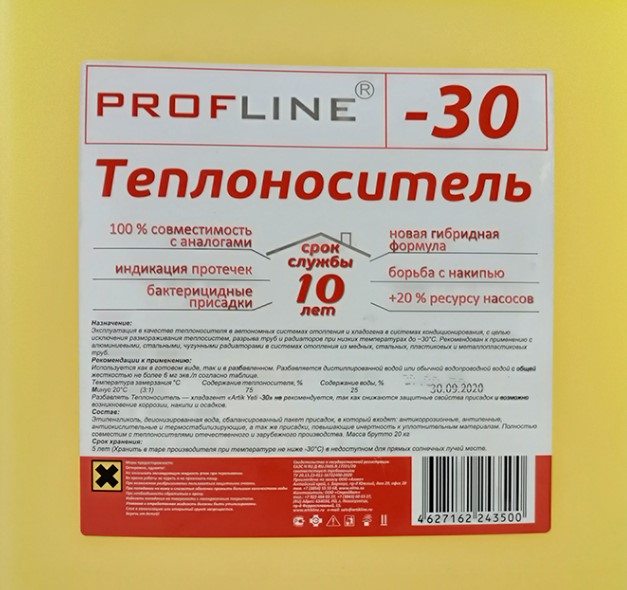 PROFLINE®
-30
Теплоноситель
100 % совместимость
с аналогами
индикация протечек
бактерицидные
присадки
срок
службы
10
лет
новая гибридная
формула
борьба с накипью
+20 % ресурсу насосов
Назначение:
Эксплуатация в качестве теплоносителя в автономных системах отопления и хладогена в системах кондиционирования, с целью
исключения размораживания теплосистем, разрыва труб и радиаторов при низких температурах до -30°С. Рекомендован к применению с
алюминиевыми, стальными, чугунными радиаторами в системах отопления из медных, стальных, пластиковых и металлопластиковых
труб.
Рекомендации к применению:
Используется как в готовом виде, так и в разбавленном. Разбавляется дистиллированной водой или обычной водопроводной водой с общей
жесткостью не более 6 мг экв./л согласно таблице.
Температура замерзания °С Содержание теплоносителя, % Содержание воды, %
Минус 20°С (3:1) 75 25
30.09.2020
Разбавлять Теплоноситель — хладагент «Artik Yeti -30» не рекомендуется, так как снижаются защитные свойства присадок и возможно
возникновение коррозии, накипи и осадков.
Состав:
Этиленгликоль, деионизованная вода, сбалансированный пакет присадок, в который входят: антикоррозионные, антипенные,
антиокислительные и термостабилизирующие, а так же присадки, повышающие инертность к уплотнительным материалам. Полностью
совместим с теплоносителями отечественного и зарубежного производства. Масса брутто 20 кг
Срок хранения:
5 лет (Хранить в таре производителя при температуре не ниже -30°С) в недоступном для прямых солнечных лучей месте.
4 627162 243500